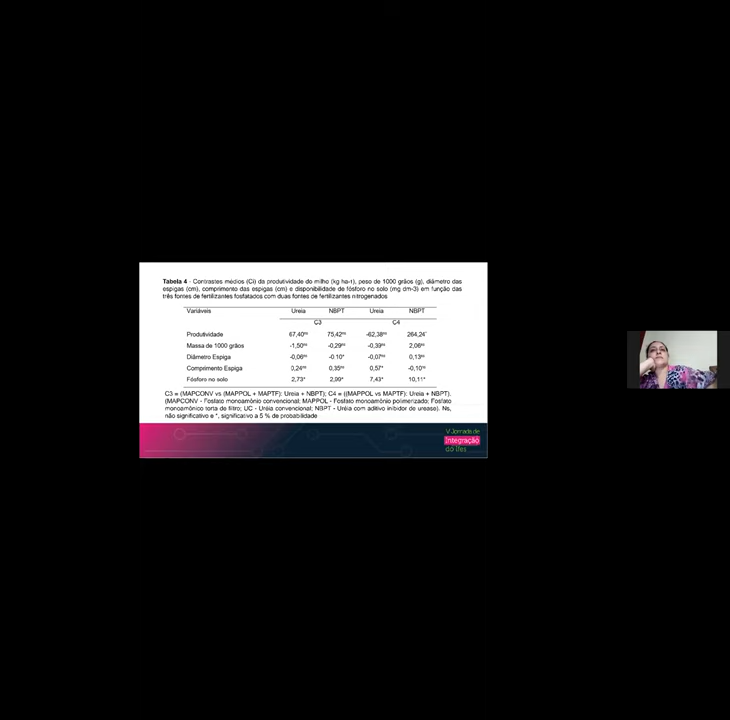 Tabela 4 - Contrastes médios (Ci) da produtividade do milho (kg ha-1), peso de 1000 grãos (g), diâmetro das
espigas (cm), comprimento das espigas (cm) e disponibilidade de fósforo no solo (mg dm-3) em função das
três fontes de fertilizantes fosfatados com duas fontes de fertilizantes nitrogenados
Variáveis Ureia NBPT Ureia NBPT
C3 C4
Produtividade 67,40ns 75,42ns -62,38ns 264,24*
Massa de 1000 grãos -1,50ns -0,29ns -0,39ns 2,06ns
Diâmetro Espiga -0,06ns -0,10* -0,07ns 0,13ns
Comprimento Espiga 0,24ns 0,35ns 0,57* -0,10ns
Fósforo no solo 2,73* 2,99* 7,43* 10,11*
C3 = (MAPCONV vs (MAPPOL + MAPTF): Ureia + NBPT); C4 = ((MAPPOL vs MAPTF): Ureia + NBPT).
(MAPCONV - Fosfato monoamônio convencional; MAPPOL - Fosfato monoamônio polimerizado; Fosfato
monoamônico torta de filtro; UC - Uréia convencional; NBPT - Uréia com aditivo inibidor de urease). Ns,
não significativo e *, significativo a 5 % de probabilidade
V Jornada de
Integração
do Ifes